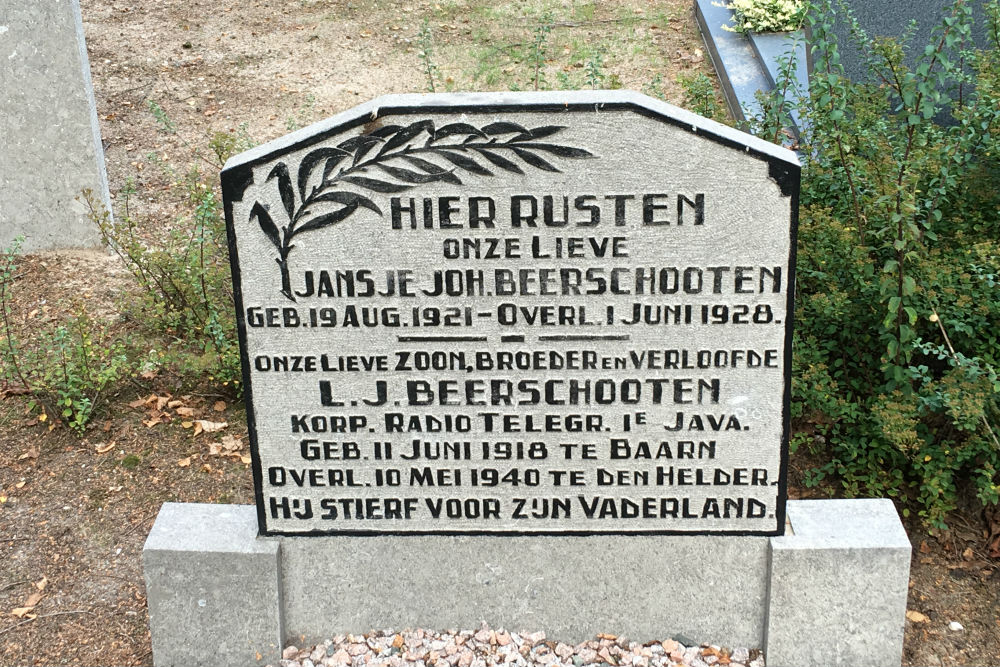 HIER RUSTEN
ONZE LIEVE
JANSJE JOH. BEERSCHOOTEN
GEB. 19 AUG. 1921 - OVERL. 1 JUNI 1928.
ONZE LIEVE ZOON, BROEDER EN VERLOOFDE
L. J. BEERSCHOOTEN
KORP. RADIO TELEGR. 1E JAVA.
GEB. 11 JUNI 1918 TE BAARN
OVERL. 10 MEI 1940 TE DEN HELDER.
HIJ STIERF VOOR ZIJN VADERLAND.